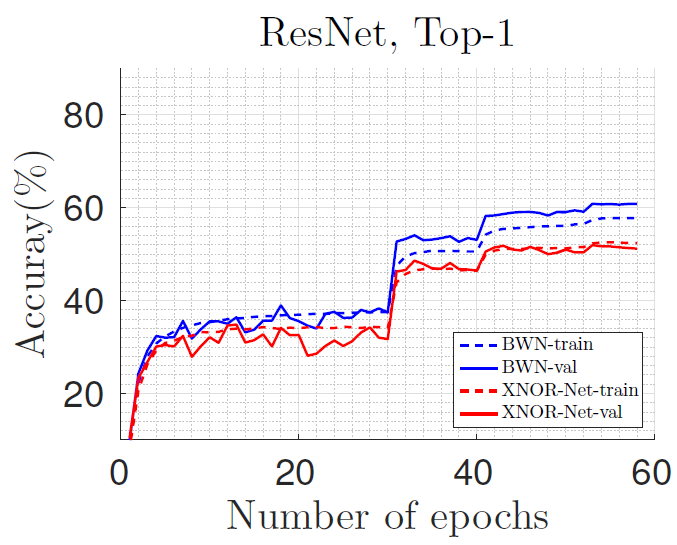 ResNet, Top-1
Accuray(%)
80
60
40
20
BWN-train
BWN-val
XNOR-Net-train
XNOR-Net-val
0
20
40
60
Number of epochs